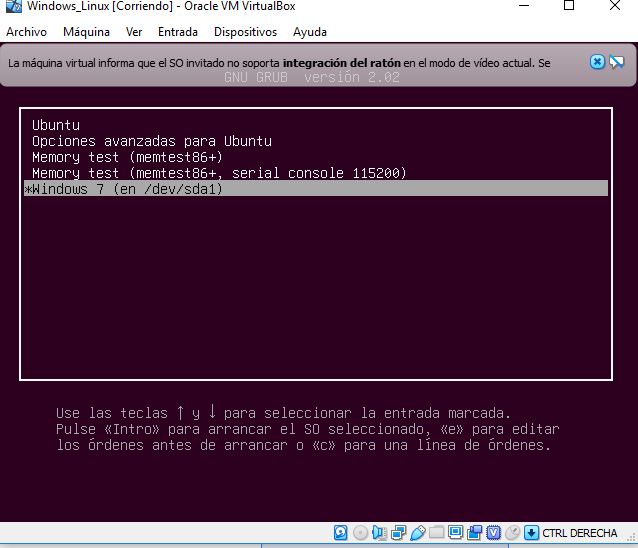 Windows_Linux [Corriendo] - Oracle VM VirtualBox
Archivo Máquina Ver Entrada Dispositivos Ayuda
La máquina virtual informa que el SO invitado no soporta integración del ratón en el modo de vídeo actual. Se
GNU GRUB versión 2.02
Ubuntu
Opciones avanzadas para Ubuntu
Memory test (memtest86+)
Memory test (memtest86+, serial console 115200)
*Windows 7 (en /dev/sda1)
Use las teclas ↑ y ↓ para seleccionar la entrada marcada.
Pulse «Intro» para arrancar el SO seleccionado, «e» para editar
los órdenes antes de arrancar o «c» para una línea de órdenes.
CTRL DERECHA